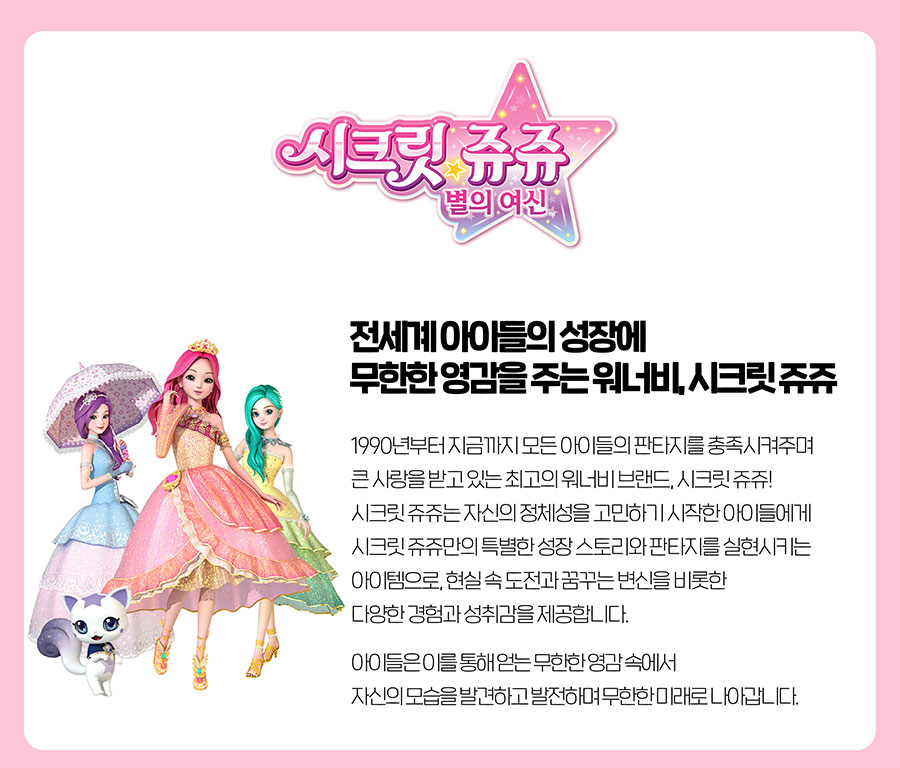 시크릿 쥬쥬
별의 여신
전세계 아이들의 성장에
무한한 영감을 주는 워너비, 시크릿 쥬쥬
1990년부터 지금까지 모든 아이들의 판타지를 충족시켜주며
큰 사랑을 받고 있는 최고의 워너비 브랜드, 시크릿 쥬쥬!
시크릿 쥬쥬는 자신의 정체성을 고민하기 시작한 아이들에게
시크릿 쥬쥬만의 특별한 성장 스토리와 판타지를 실현시키는
아이템으로, 현실 속 도전과 꿈꾸는 변신을 비롯한
다양한 경험과 성취감을 제공합니다.
아이들은 이를 통해 얻는 무한한 영감 속에서
자신의 모습을 발견하고 발전하며 무한한 미래로 나아갑니다.